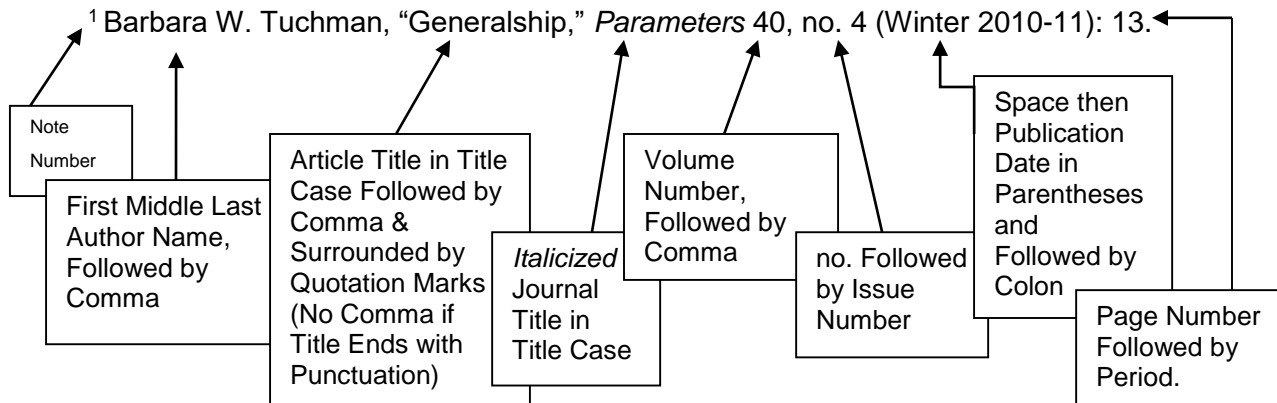 1 Barbara W. Tuchman, “Generalship,” Parameters 40, no. 4 (Winter 2010-11): 13.
Note
Number
First Middle Last
Author Name,
Followed by
Comma
Article Title in Title
Case Followed by
Comma &
Surrounded by
Quotation Marks
(No Comma if
Title Ends with
Punctuation)
Italicized
Journal
Title in
Title Case
Volume
Number,
Followed by
Comma
no. Followed
by Issue
Number
Space then
Publication
Date in
Parentheses
and
Followed by
Colon
Page Number
Followed by
Period.